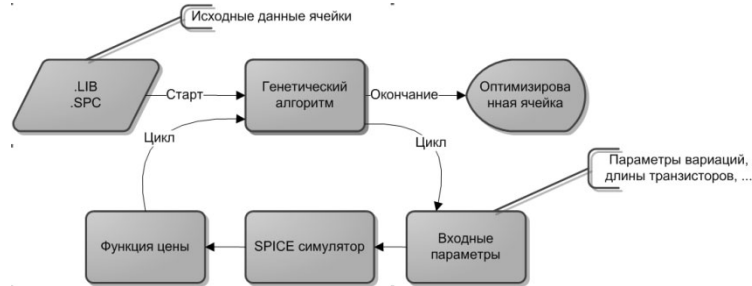 Исходные данные ячейки
.LIB
.SPC
Старт
Генетический
алгоритм
Окончание
Оптимизирова
нная ячейка
Цикл
Цикл
Параметры вариаций,
длины транзисторов, ...
Функция цены
SPICE симулятор
Входные
параметры